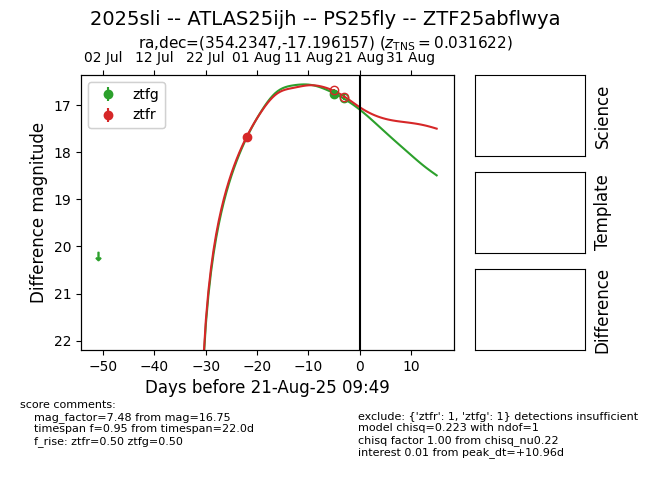 2025sli -- ATLAS25ijh -- PS25fly -- ZTF25abflwya
ra,dec=(354.2347,-17.196157) (z_TNS = 0.031622)
02 Jul 12 Jul 22 Jul 01 Aug 11 Aug 21 Aug 31 Aug
ztfg
ztfr
17
18
19
20
21
22
Difference magnitude
−50 −40 −30 −20 −10 0 10
Days before 21-Aug-25 09:49
Science
Template
Difference
score comments:
mag_factor=7.48 from mag=16.75
timespan f=0.95 from timespan=22.0d
f_rise: ztfr=0.50 ztfg=0.50
exclude: {'ztfr': 1, 'ztfg': 1} detections insufficient
model chisq=0.223 with ndof=1
chisq factor 1.00 from chisq_nu0.22
interest 0.01 from peak_dt=+10.96d